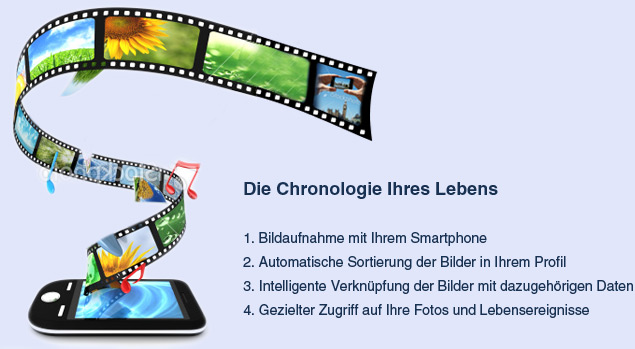 Die Chronologie Ihres Lebens
1. Bildaufnahme mit Ihrem Smartphone
2. Automatische Sortierung der Bilder in Ihrem Profil
3. Intelligente Verknüpfung der Bilder mit dazugehörigen Daten
4. Gezielter Zugriff auf Ihre Fotos und Lebensereignisse